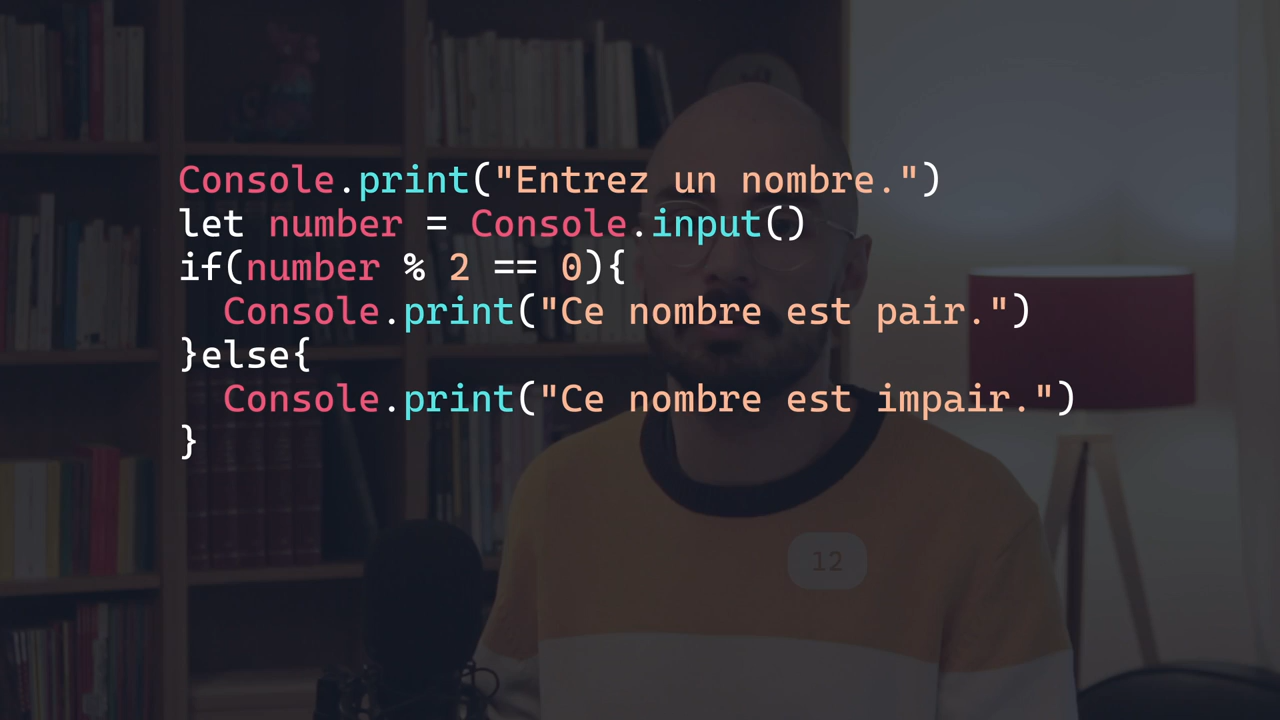 Console.print("Entrez un nombre.")
let number = Console.input()
if(number % 2 == 0){
  Console.print("Ce nombre est pair.")
}else{
  Console.print("Ce nombre est impair.")
}
12